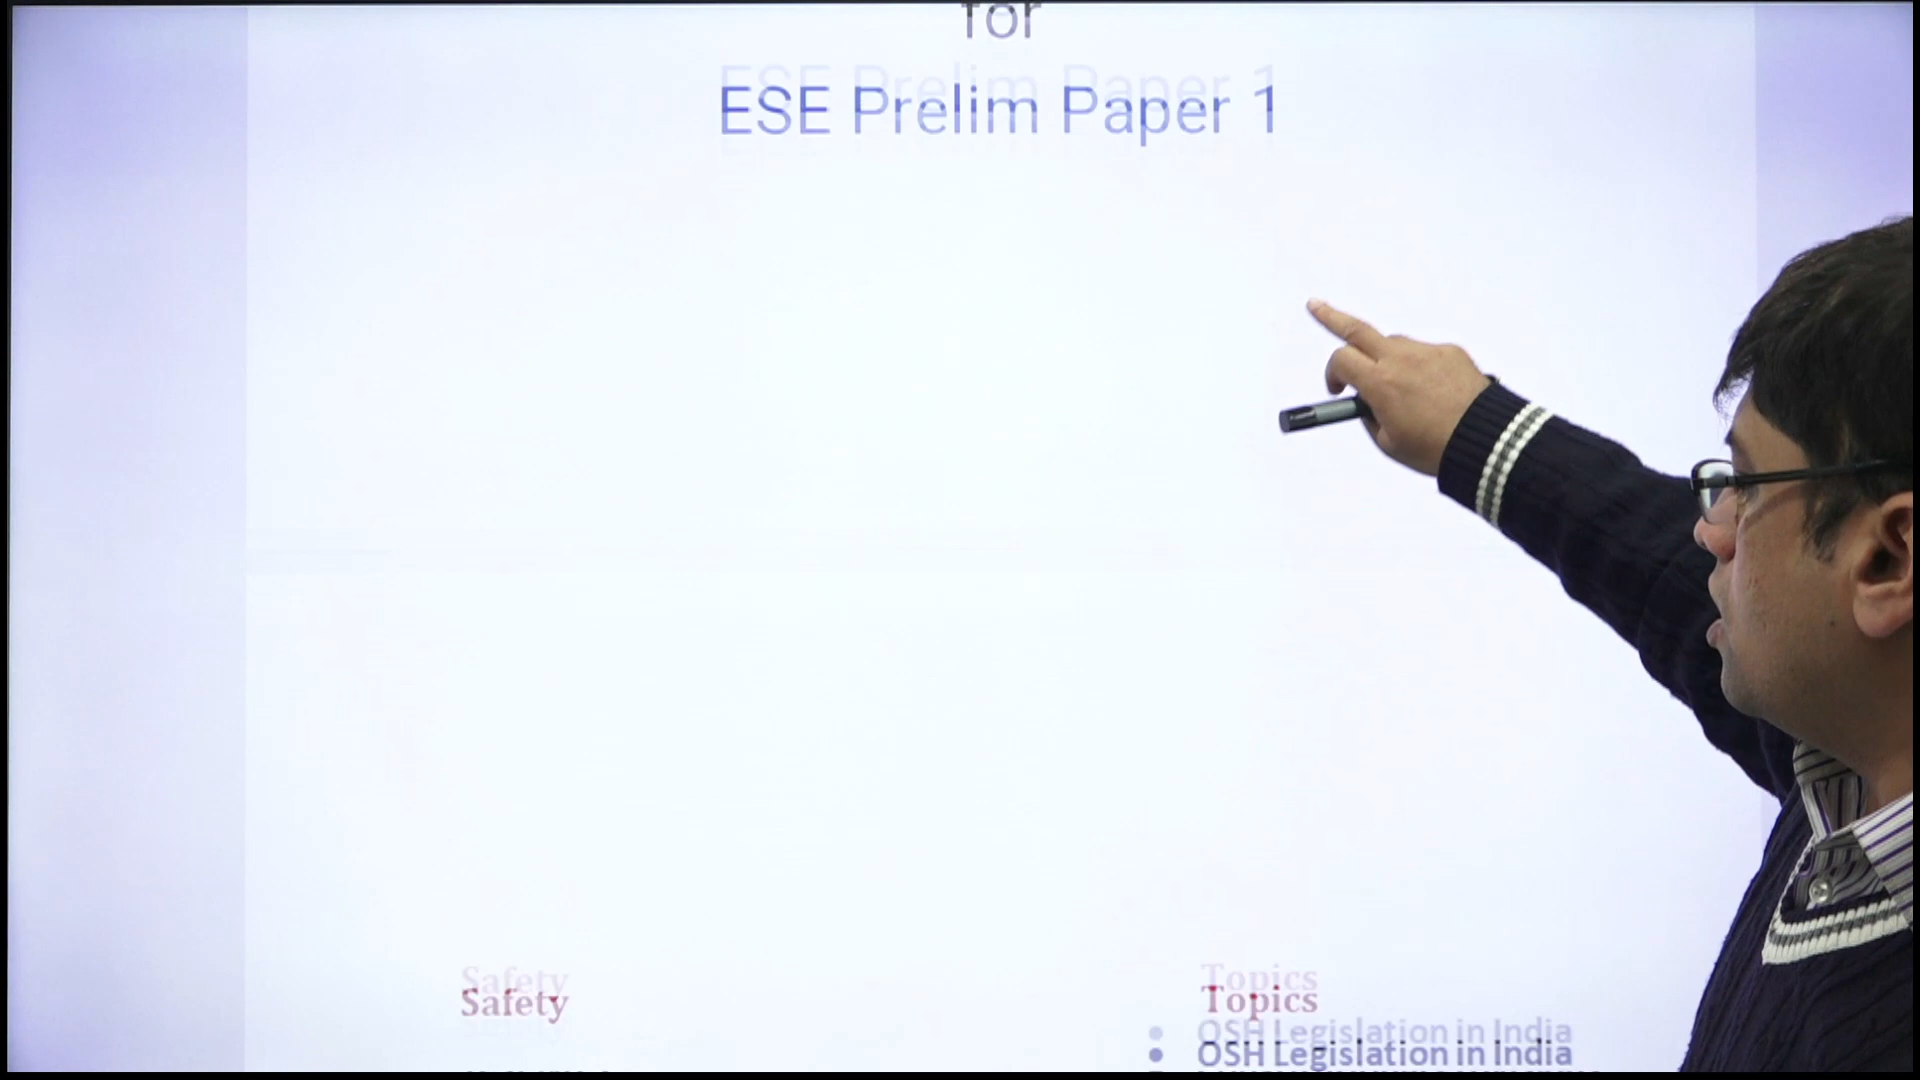 for
ESE Prelim Paper 1
Safety
Topics
• OSH Legislation in India